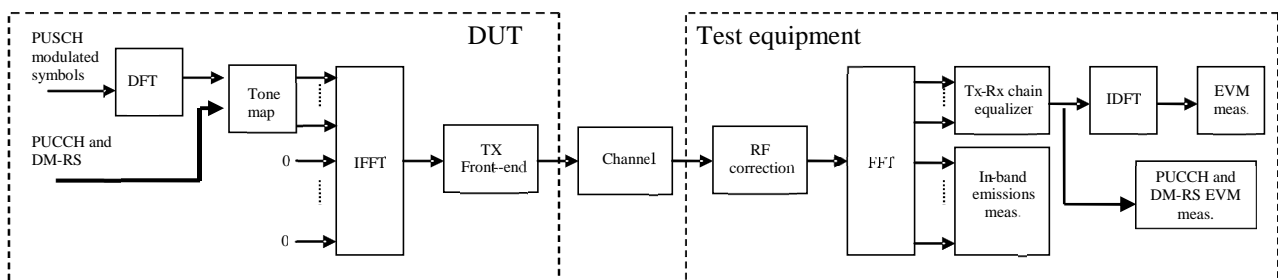 DUT
Test equipment
PUSCH
modulated
symbols
DFT
Tone
map
PUCCH and
DM-RS
0
0
IFFT
TX
Front-end
Channel
RF
correction
FFT
Tx-Rx chain
equalizer
IDFT
EVM
meas.
In-band
emissions
meas.
PUCCH and
DM-RS EVM
meas.